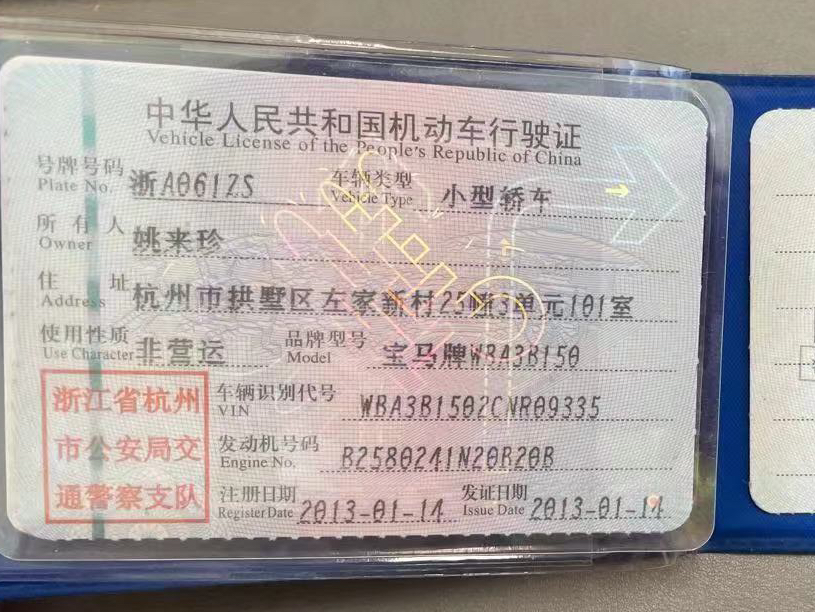 中华人民共和国机动车行驶证
Vehicle License of the People's Republic of China
号牌号码 Plate No. 浙A061ZS 车辆类型 Vehicle Type 小型轿车
所有人 Owner 姚来珍
住址 Address 杭州市拱墅区左家新村23幢3单元101室
使用性质 Use Character 非营运 品牌型号 Model 宝马牌WBA3B150
浙江省杭州市公安局交通警察支队
车辆识别代号 VIN WBA3B1502CNR09335
发动机号码 Engine No. B2580241N20B20B
注册日期 Register Date 2013-01-14 发证日期 Issue Date 2013-01-14